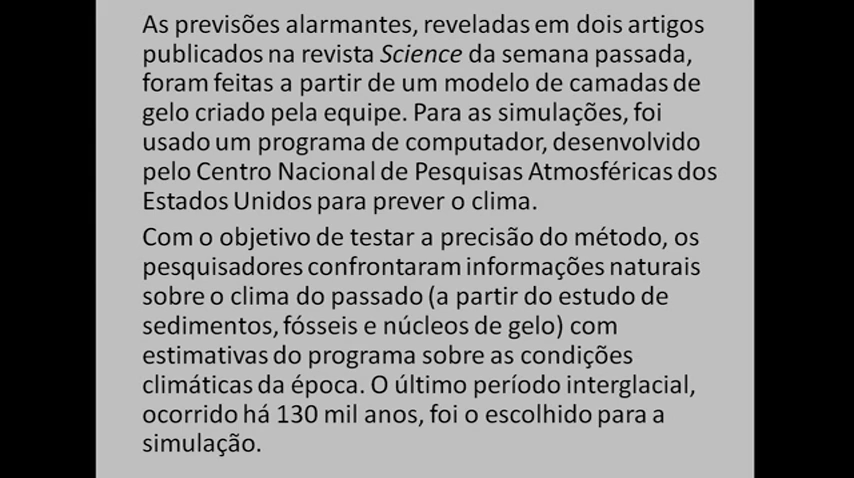 As previsões alarmantes, reveladas em dois artigos
publicados na revista Science da semana passada,
foram feitas a partir de um modelo de camadas de
gelo criado pela equipe. Para as simulações, foi
usado um programa de computador, desenvolvido
pelo Centro Nacional de Pesquisas Atmosféricas dos
Estados Unidos para prever o clima.
Com o objetivo de testar a precisão do método, os
pesquisadores confrontaram informações naturais
sobre o clima do passado (a partir do estudo de
sedimentos, fósseis e núcleos de gelo) com
estimativas do programa sobre as condições
climáticas da época. O último período interglacial,
ocorrido há 130 mil anos, foi o escolhido para a
simulação.